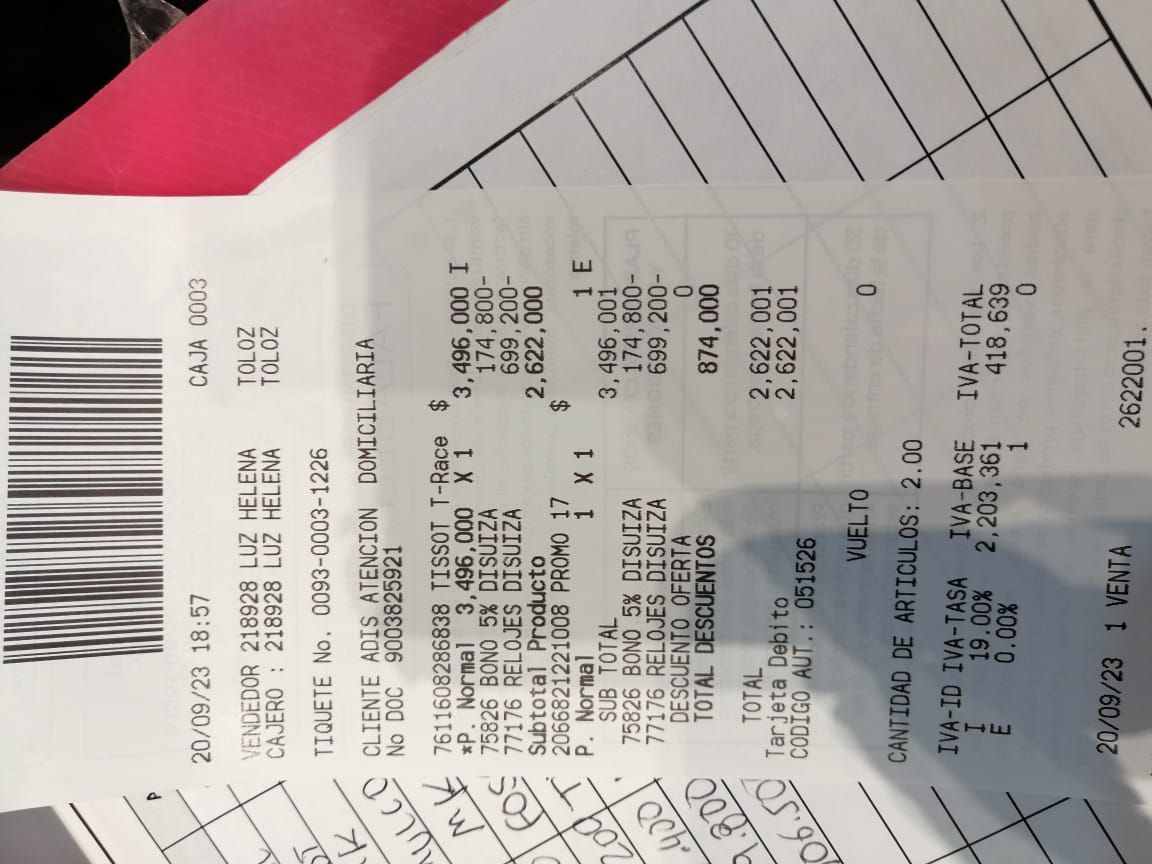 20/09/23 18:57 CAJA 0003
VENDEDOR 218928 LUZ HELENA TOLOZ
CAJERO : 218928 LUZ HELENA TOLOZ
TIQUETE No. 0093-0003-1226
CLIENTE ADIS ATENCION DOMICILIARIA
No DOC 9003825921
7611608286838 TISSOT T-Race $
*P. Normal 3,496,000 X 1 3,496,000 I
75826 BONO 5% DISUIZA 174,800-
77176 RELOJES DISUIZA 699,200-
Subtotal Producto 2,622,000
2066821221008 PROMO 17 $
P. Normal 1 X 1 1 E
SUB TOTAL 3,496,001
75826 BONO 5% DISUIZA 174,800-
77176 RELOJES DISUIZA 699,200-
DESCUENTO OFERTA 0
TOTAL DESCUENTOS 874,000
TOTAL 2,622,001
Tarjeta Debito 2,622,001
CODIGO AUT.: 051526
VUELTO 0
CANTIDAD DE ARTICULOS: 2.00
IVA-ID IVA-TASA IVA-BASE IVA-TOTAL
I 19.00% 2,203,361 418,639
E 0.00% 1 0
20/09/23 1 VENTA 2622001.